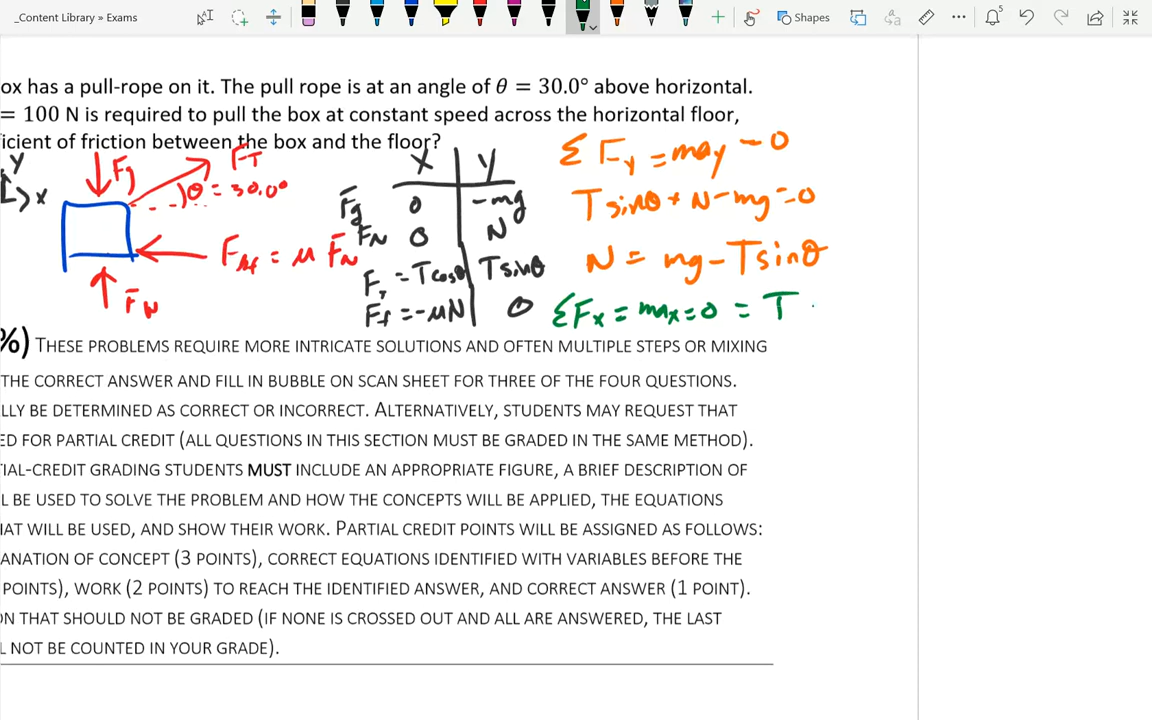 _Content Library » Exams
Shapes
5
ox has a pull-rope on it. The pull rope is at an angle of θ = 30.0° above horizontal.
= 100 N is required to pull the box at constant speed across the horizontal floor,
icient of friction between the box and the floor?
y
x
Fg
FT
θ = 30.0°
Ff = μ FN
FN
x | y
Fg 0 -mg
FN 0 N
FT = Tcosθ Tsinθ
Ff = -μN 0
Σ Fy = may = 0
T sinθ + N - mg = 0
N = mg - Tsinθ
ΣFx = max = 0 = T
%) THESE PROBLEMS REQUIRE MORE INTRICATE SOLUTIONS AND OFTEN MULTIPLE STEPS OR MIXING
THE CORRECT ANSWER AND FILL IN BUBBLE ON SCAN SHEET FOR THREE OF THE FOUR QUESTIONS.
LLY BE DETERMINED AS CORRECT OR INCORRECT. ALTERNATIVELY, STUDENTS MAY REQUEST THAT
ED FOR PARTIAL CREDIT (ALL QUESTIONS IN THIS SECTION MUST BE GRADED IN THE SAME METHOD).
IAL-CREDIT GRADING STUDENTS MUST INCLUDE AN APPROPRIATE FIGURE, A BRIEF DESCRIPTION OF
L BE USED TO SOLVE THE PROBLEM AND HOW THE CONCEPTS WILL BE APPLIED, THE EQUATIONS
IAT WILL BE USED, AND SHOW THEIR WORK. PARTIAL CREDIT POINTS WILL BE ASSIGNED AS FOLLOWS:
ANATION OF CONCEPT (3 POINTS), CORRECT EQUATIONS IDENTIFIED WITH VARIABLES BEFORE THE
POINTS), WORK (2 POINTS) TO REACH THE IDENTIFIED ANSWER, AND CORRECT ANSWER (1 POINT).
ON THAT SHOULD NOT BE GRADED (IF NONE IS CROSSED OUT AND ALL ARE ANSWERED, THE LAST
L NOT BE COUNTED IN YOUR GRADE).